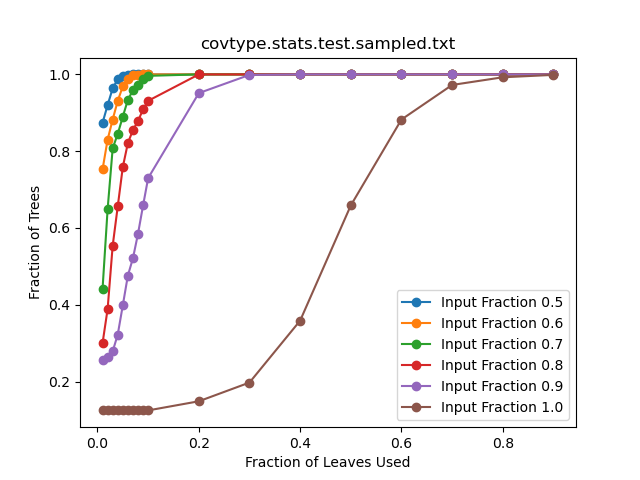 covtype.stats.test.sampled.txt
Fraction of Trees
1.0
0.8
0.6
0.4
0.2
0.0
0.2
0.4
0.6
0.8
Fraction of Leaves Used
Input Fraction 0.5
Input Fraction 0.6
Input Fraction 0.7
Input Fraction 0.8
Input Fraction 0.9
Input Fraction 1.0